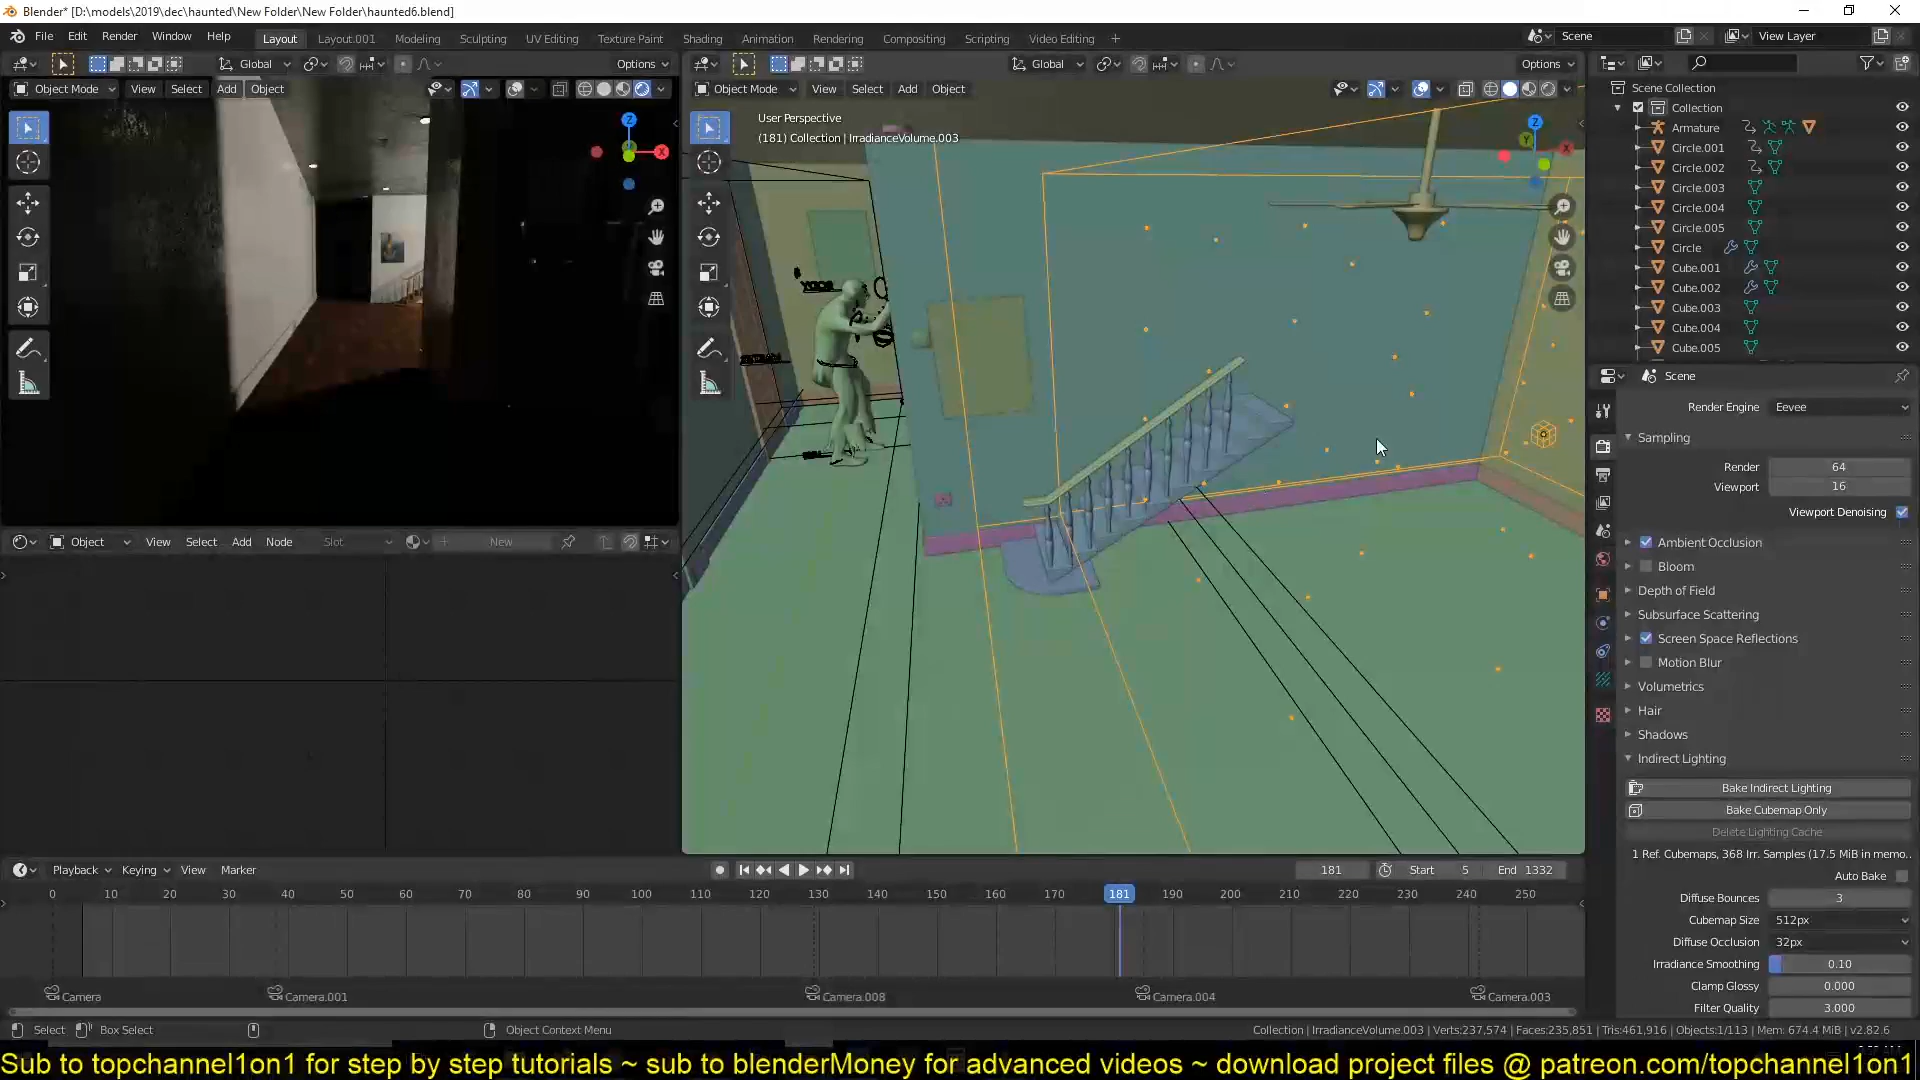 Blender* [D:\models\2019\dec\haunted\New Folder\New Folder\haunted6.blend]
File Edit Render Window Help Layout Layout.001 Modeling Sculpting UV Editing Texture Paint Shading Animation Rendering Compositing Scripting Video Editing + Scene View Layer
Global Options Global Options
Object Mode View Select Add Object Object Mode View Select Add Object
User Perspective
(181) Collection | IrradianceVolume.003
Z
X
Scene Collection
Collection
Armature
Circle.001
Circle.002
Circle.003
Circle.004
Circle.005
Circle
Cube.001
Cube.002
Cube.003
Cube.004
Cube.005
Scene
Render Engine Eevee
Sampling
Render 64
Viewport 16
Viewport Denoising
Ambient Occlusion
Bloom
Depth of Field
Subsurface Scattering
Screen Space Reflections
Motion Blur
Volumetrics
Hair
Shadows
Indirect Lighting
Bake Indirect Lighting
Bake Cubemap Only
Delete Lighting Cache
1 Ref. Cubemaps, 368 Irr. Samples (17.5 MiB in memo..
Auto Bake
Diffuse Bounces 3
Cubemap Size 512px
Diffuse Occlusion 32px
Irradiance Smoothing 0.10
Clamp Glossy 0.000
Filter Quality 3.000
Object View Select Add Node Slot New
Playback Keying View Marker 181 Start 5 End 1332
0 10 20 30 40 50 60 70 80 90 100 110 120 130 140 150 160 170 181 190 200 210 220 230 240 250
Camera Camera.001 Camera.008 Camera.004 Camera.003
Select Box Select Object Context Menu Collection | IrradianceVolume.003 | Verts:237,574 | Faces:235,851 | Tris:461,916 | Objects:1/113 | Mem: 674.4 MiB | v2.82.6
Sub to topchannel1on1 for step by step tutorials ~ sub to blenderMoney for advanced videos ~ download project files @ patreon.com/topchannel1on1